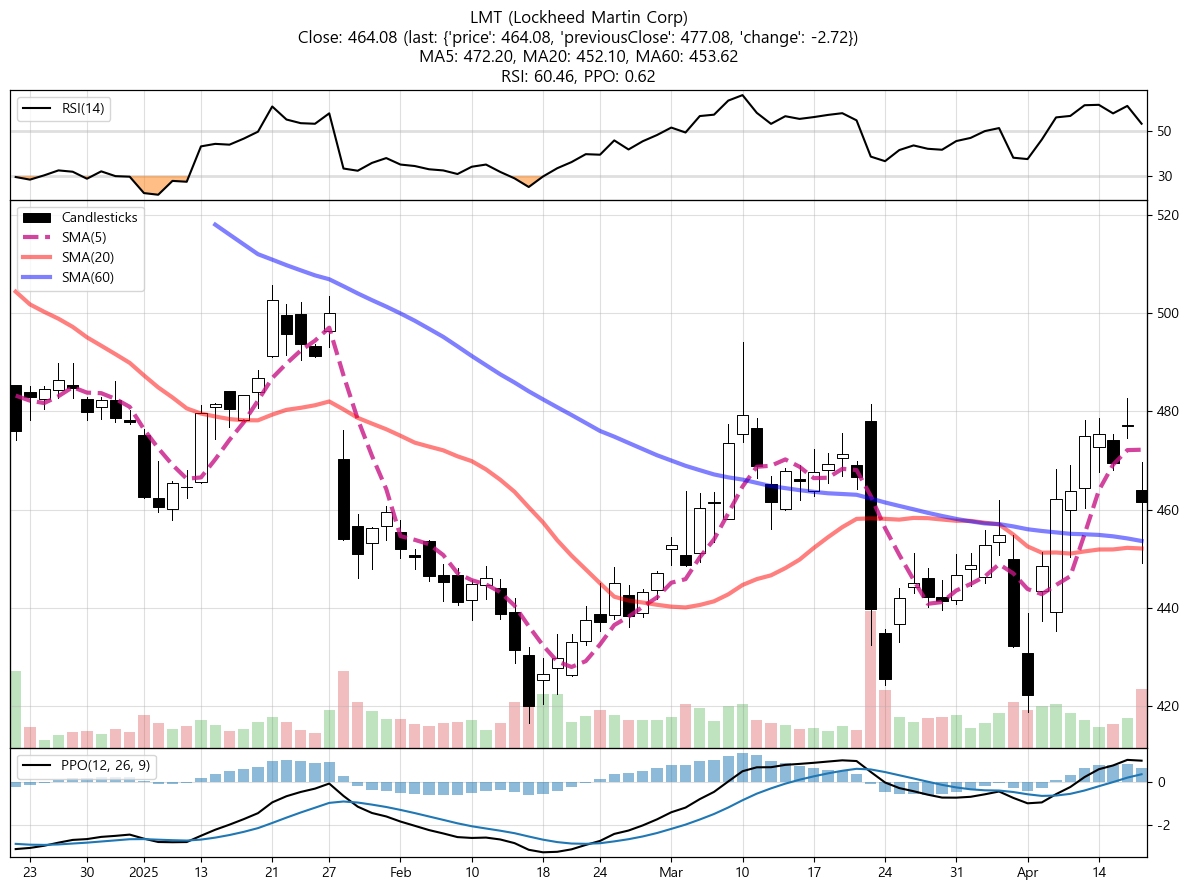 LMT (Lockheed Martin Corp)
Close: 464.08 (last: {'price': 464.08, 'previousClose': 477.08, 'change': -2.72})
MA5: 472.20, MA20: 452.10, MA60: 453.62
RSI: 60.46, PPO: 0.62
RSI(14)
50
30
Candlesticks
SMA(5)
SMA(20)
SMA(60)
520
500
480
460
440
420
PPO(12, 26, 9)
0
-2
23 30 2025 13 21 27 Feb 10 18 24 Mar 10 17 24 31 Apr 14